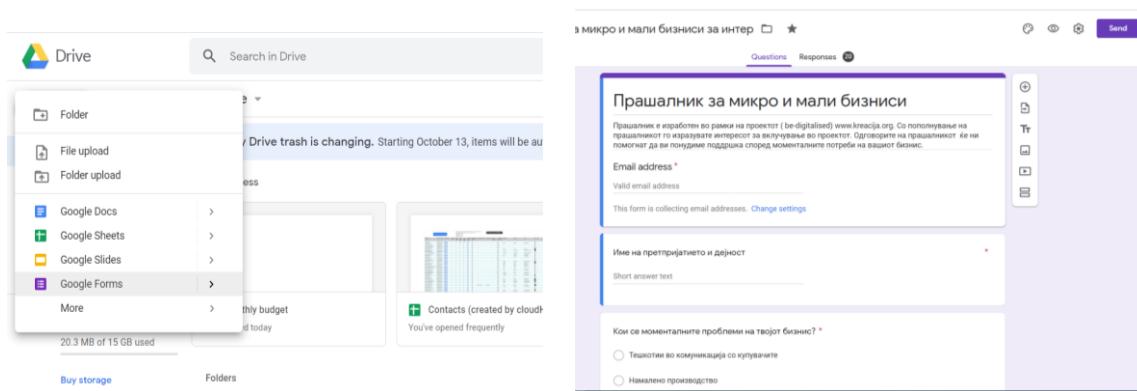 Drive
Search in Drive
Folder
File upload
Folder upload
Google Docs
Google Sheets
Google Slides
Google Forms
More
Drive trash is changing. Starting October 13, items will be au
ess
thly budget
d today
Contacts (created by cloudH
You've opened frequently
20.3 MB of 15 GB used
Buy storage
Folders
а микро и мали бизниси за интер
Send
Questions Responses 20
Прашалник за микро и мали бизниси
Прашалник е изработен во рамки на проектот ( be-digitalised) www.kreacija.org. Со пополнување на
прашалникот го изразувате интересот за вклучување во проектот. Одговорите на прашалникот ќе ни
помогнат да ви понудиме поддршка според моменталните потреби на вашиот бизнис.
Email address *
Valid email address
This form is collecting email addresses. Change settings
Име на претпријатието и дејност *
Short answer text
Кои се моменталните проблеми на твојот бизнис? *
Тешкотии во комуникација со купувачите
Намалено производство